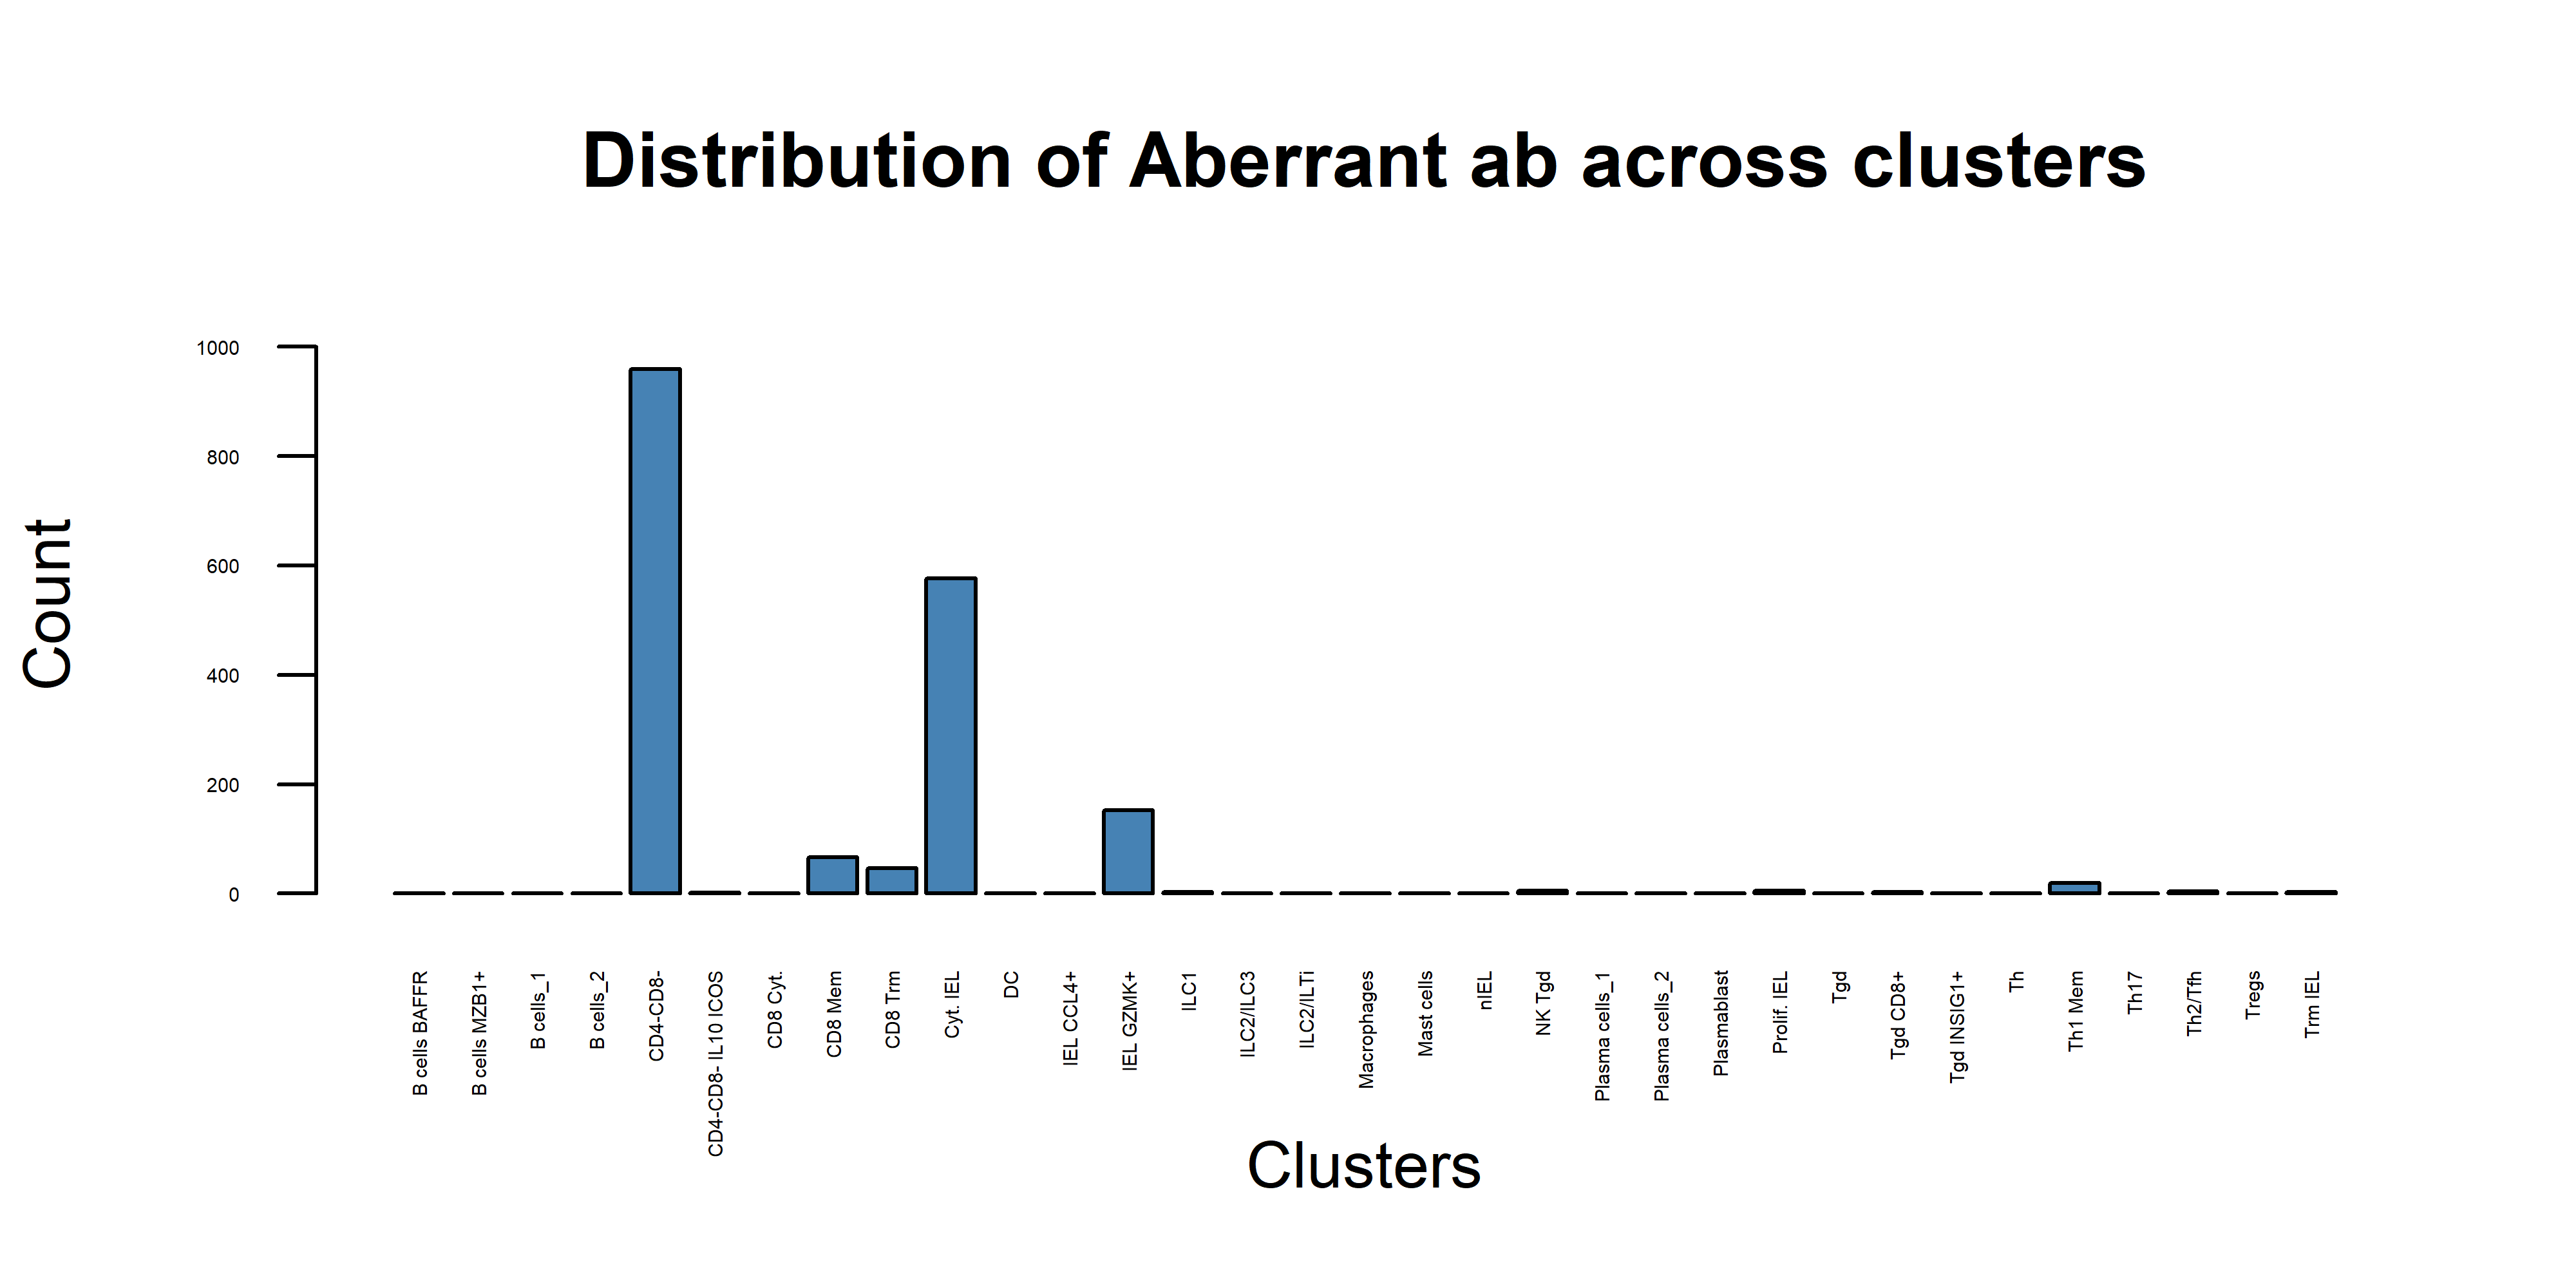 Distribution of Aberrant ab across clusters
Count
1000
800
600
400
200
0
B cells BAFFR
B cells MZB1+
B cells_1
B cells_2
CD4-CD8-
CD4-CD8- IL10 ICOS
CD8 Cyt.
CD8 Mem
CD8 Trm
Cyt. IEL
DC
IEL CCL4+
IEL GZMK+
ILC1
ILC2/ILC3
ILC2/ILTi
Macrophages
Mast cells
nIEL
NK Tgd
Plasma cells_1
Plasma cells_2
Plasmablast
Prolif. IEL
Tgd
Tgd CD8+
Tgd INSIG1+
Th
Th1 Mem
Th17
Th2/Tfh
Tregs
Trm IEL
Clusters